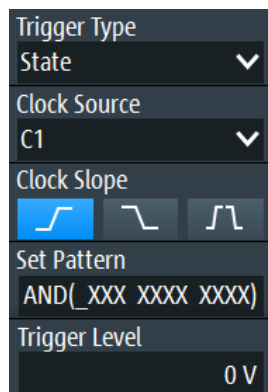 Trigger Type
State
Clock Source
C1
Clock Slope
Set Pattern
AND(_XXX XXXX XXXX)
Trigger Level
0 V